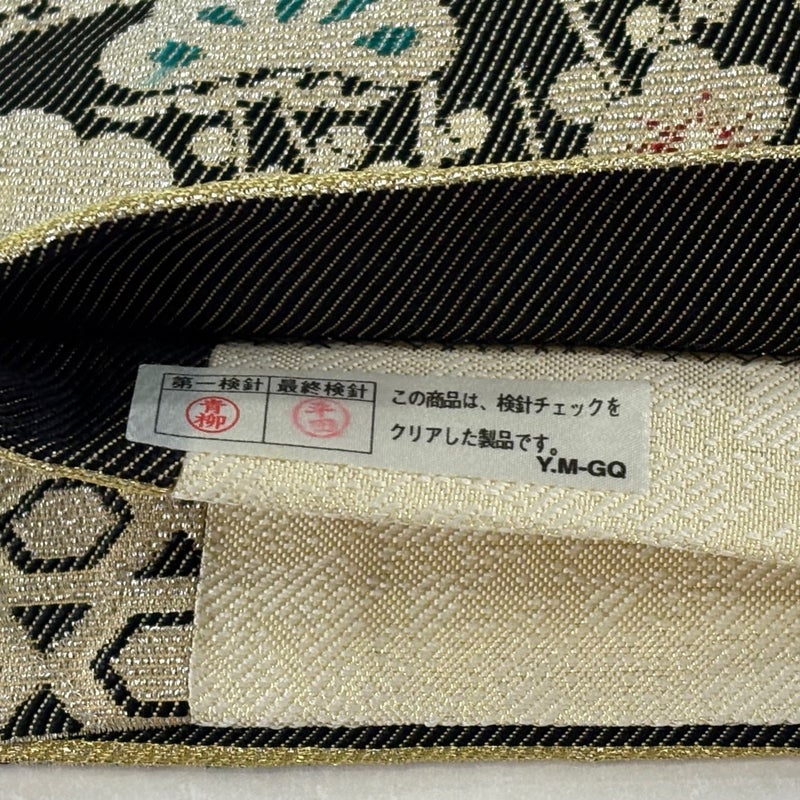 第一検針 最終検針
青柳
この商品は、検針チェックを
クリアした製品です。
Y.M-GQ